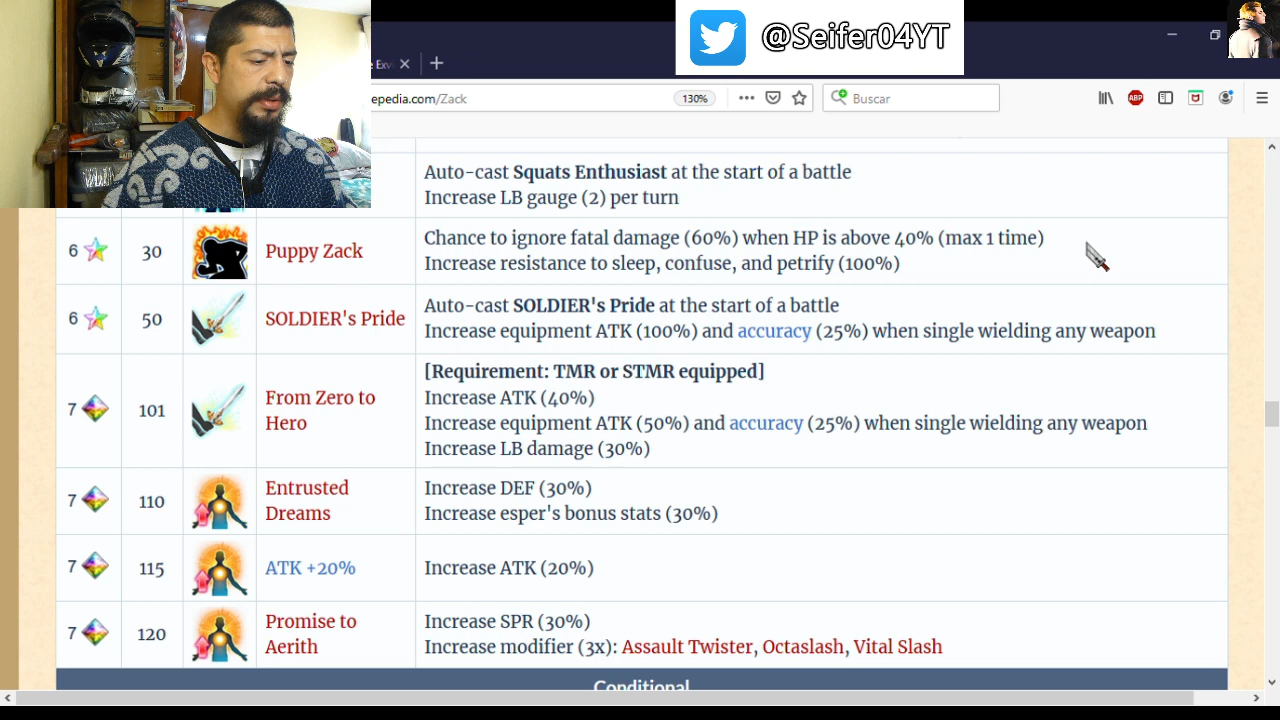 @Seifer04YT
epedia.com/Zack
130%
Buscar
ABP
Auto-cast Squats Enthusiast at the start of a battle
Increase LB gauge (2) per turn
6
30
Puppy Zack
Chance to ignore fatal damage (60%) when HP is above 40% (max 1 time)
Increase resistance to sleep, confuse, and petrify (100%)
6
50
SOLDIER's Pride
Auto-cast SOLDIER's Pride at the start of a battle
Increase equipment ATK (100%) and accuracy (25%) when single wielding any weapon
7
101
From Zero to
Hero
[Requirement: TMR or STMR equipped]
Increase ATK (40%)
Increase equipment ATK (50%) and accuracy (25%) when single wielding any weapon
Increase LB damage (30%)
7
110
Entrusted
Dreams
Increase DEF (30%)
Increase esper's bonus stats (30%)
7
115
ATK +20%
Increase ATK (20%)
7
120
Promise to
Aerith
Increase SPR (30%)
Increase modifier (3x): Assault Twister, Octaslash, Vital Slash
Conditional